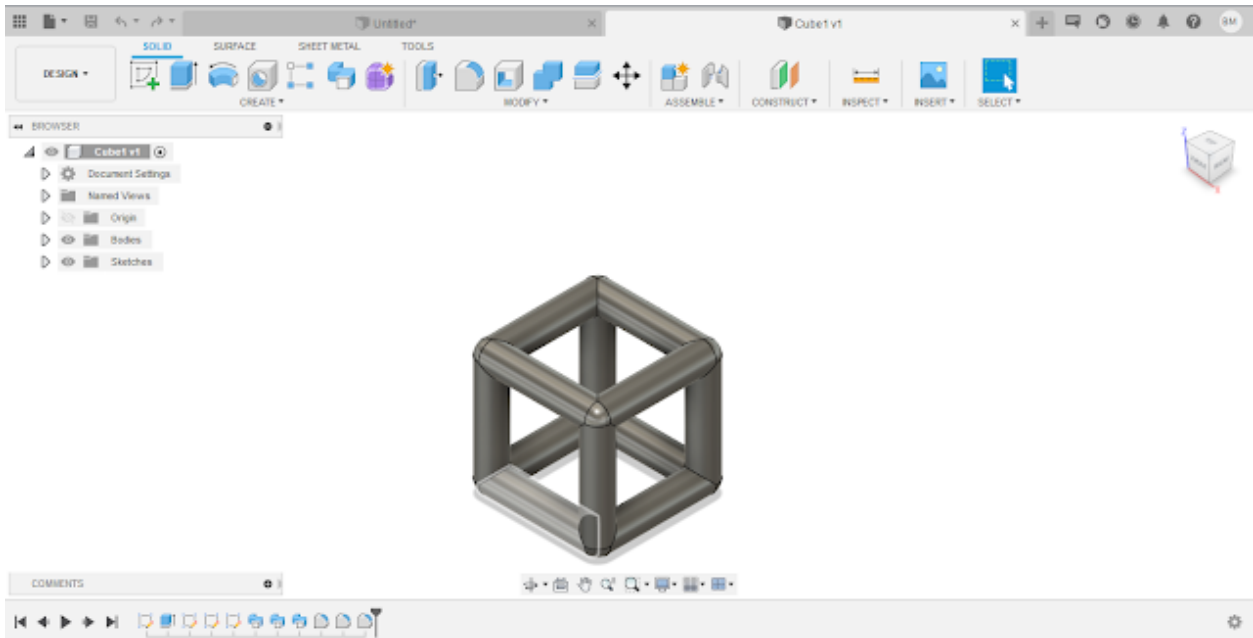 Untitled*
Cube1 v1
SOLID SURFACE SHEET METAL TOOLS
DESIGN
CREATE MODIFY ASSEMBLE CONSTRUCT INSPECT INSERT SELECT
BROWSER
Cube1 v1
Document Settings
Named Views
Origin
Bodies
Sketches
COMMENTS
BM
Z
X